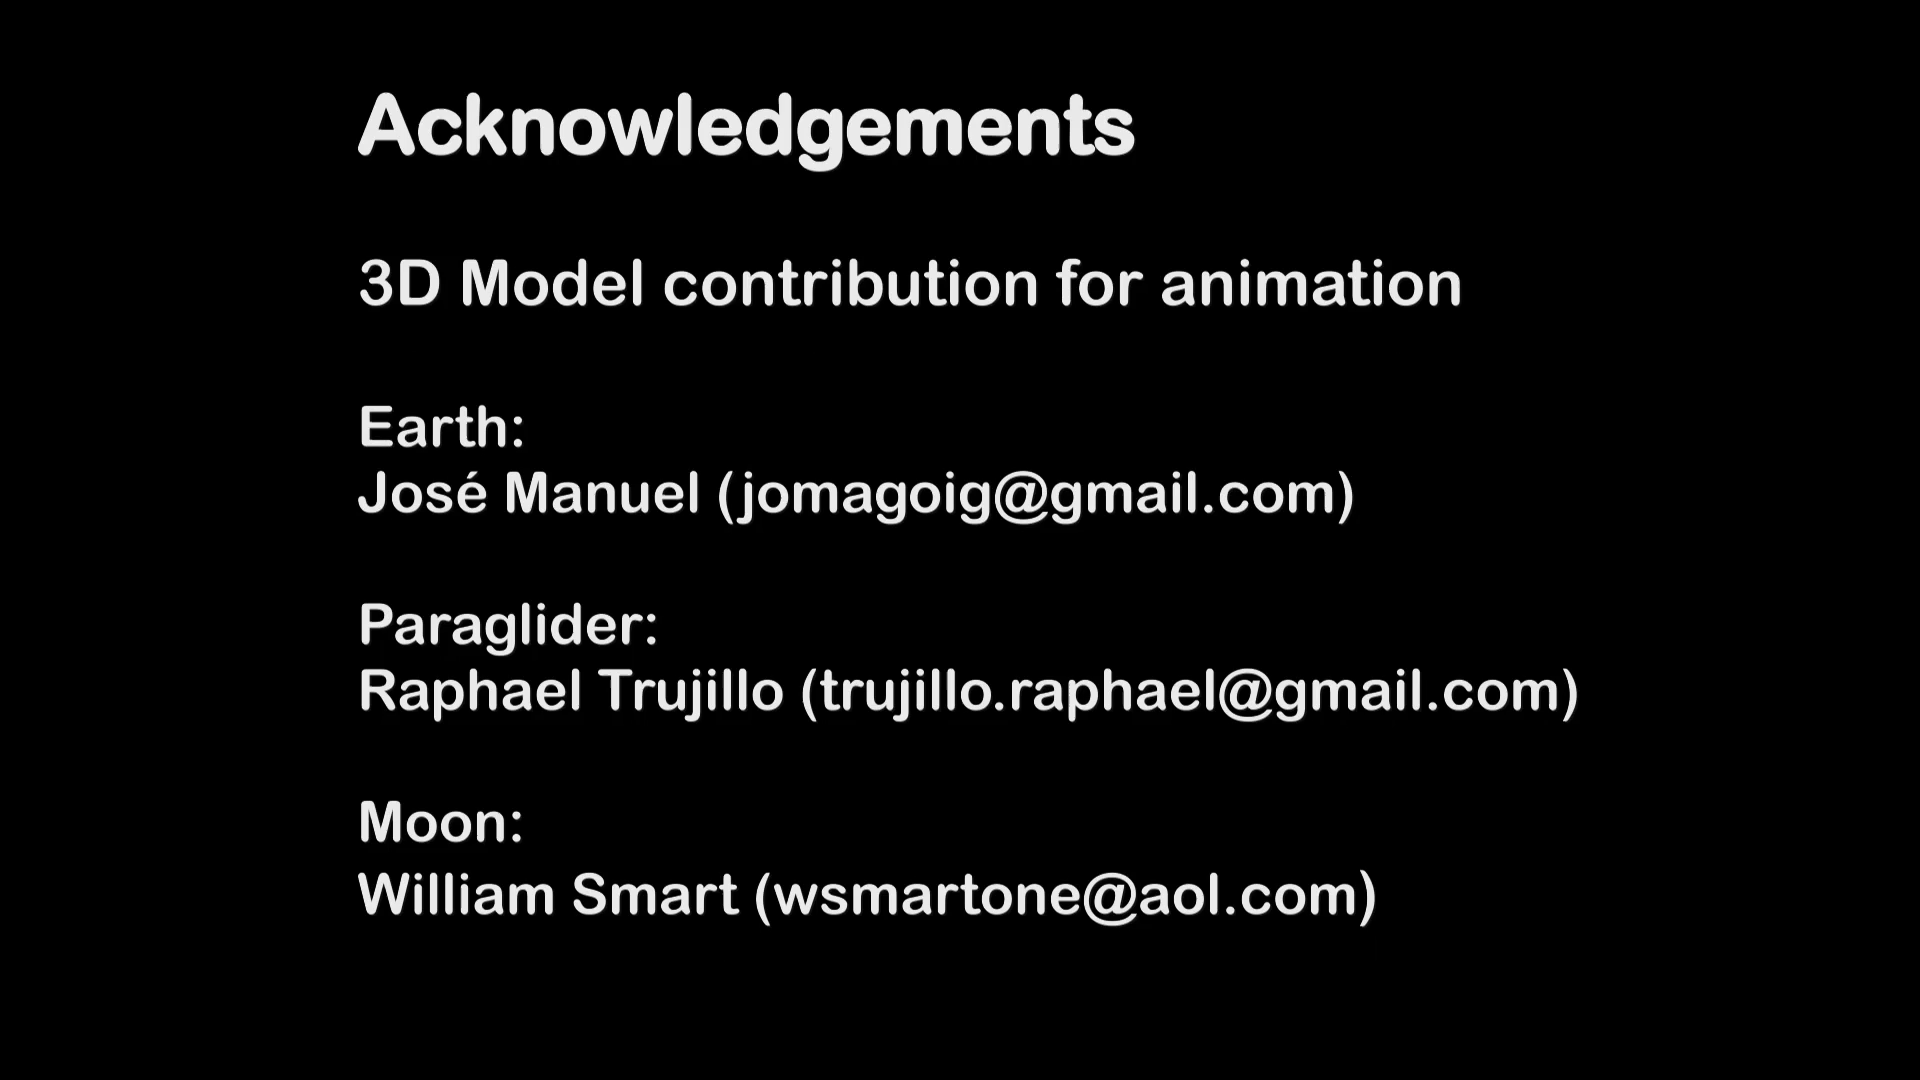 Acknowledgements
3D Model contribution for animation
Earth:
José Manuel (jomagoig@gmail.com)
Paraglider:
Raphael Trujillo (trujillo.raphael@gmail.com)
Moon:
William Smart (wsmartone@aol.com)